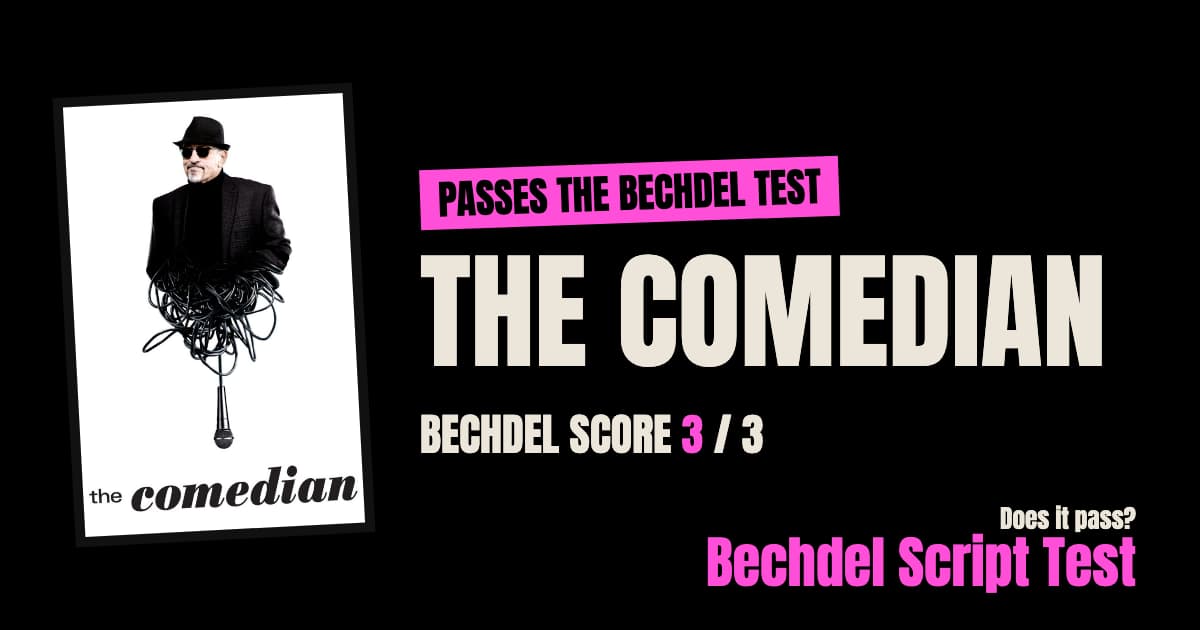 the comedian
PASSES THE BECHDEL TEST
THE COMEDIAN
BECHDEL SCORE 3 / 3
Does it pass?
Bechdel Script Test